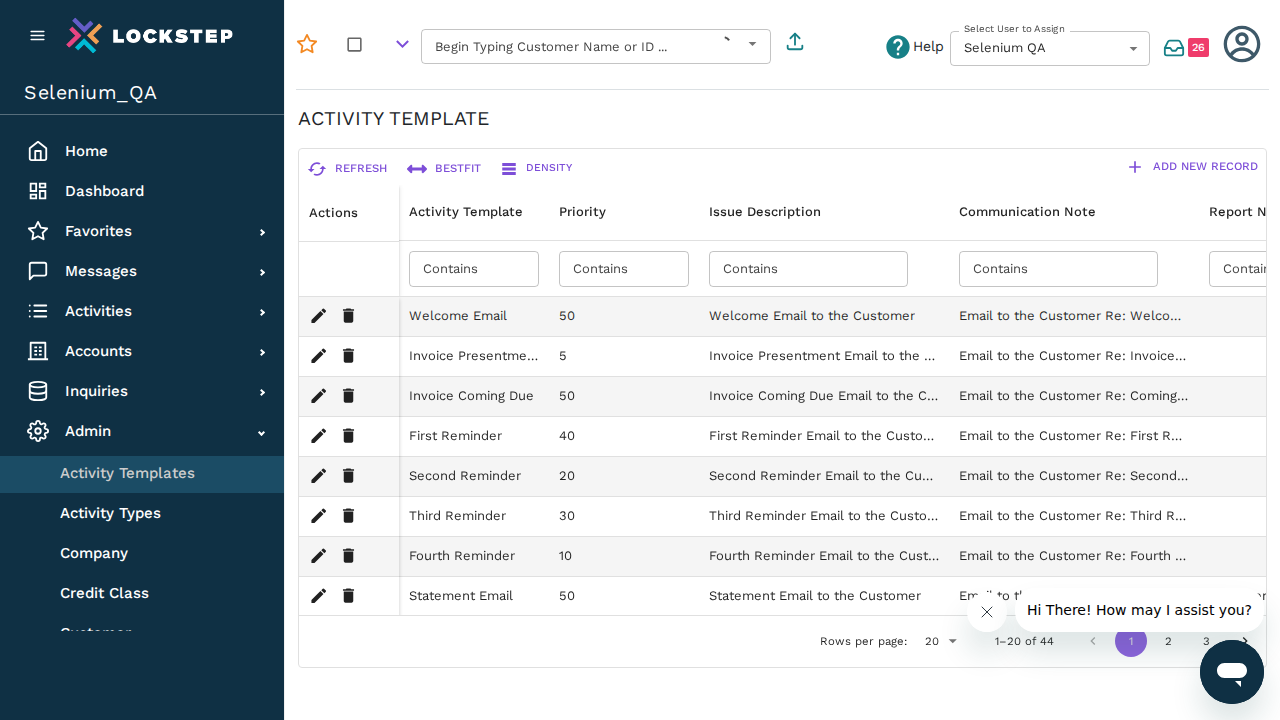 LOCKSTEP
Selenium_QA
Home
Dashboard
Favorites
Messages
Activities
Accounts
Inquiries
Admin
Activity Templates
Activity Types
Company
Credit Class
Customer
Begin Typing Customer Name or ID ...
Help
Select User to Assign
Selenium QA
26
ACTIVITY TEMPLATE
REFRESH BESTFIT DENSITY ADD NEW RECORD
Actions Activity Template Priority Issue Description Communication Note Report N
Contains Contains Contains Contains Contain
Welcome Email 50 Welcome Email to the Customer Email to the Customer Re: Welco...
Invoice Presentme... 5 Invoice Presentment Email to the ... Email to the Customer Re: Invoice...
Invoice Coming Due 50 Invoice Coming Due Email to the C... Email to the Customer Re: Coming...
First Reminder 40 First Reminder Email to the Custo... Email to the Customer Re: First R...
Second Reminder 20 Second Reminder Email to the Cu... Email to the Customer Re: Second...
Third Reminder 30 Third Reminder Email to the Custo... Email to the Customer Re: Third R...
Fourth Reminder 10 Fourth Reminder Email to the Cust... Email to the Customer Re: Fourth ...
Statement Email 50 Statement Email to the Customer Email to
Hi There! How may I assist you?
Rows per page: 20 1–20 of 44 1 2 3